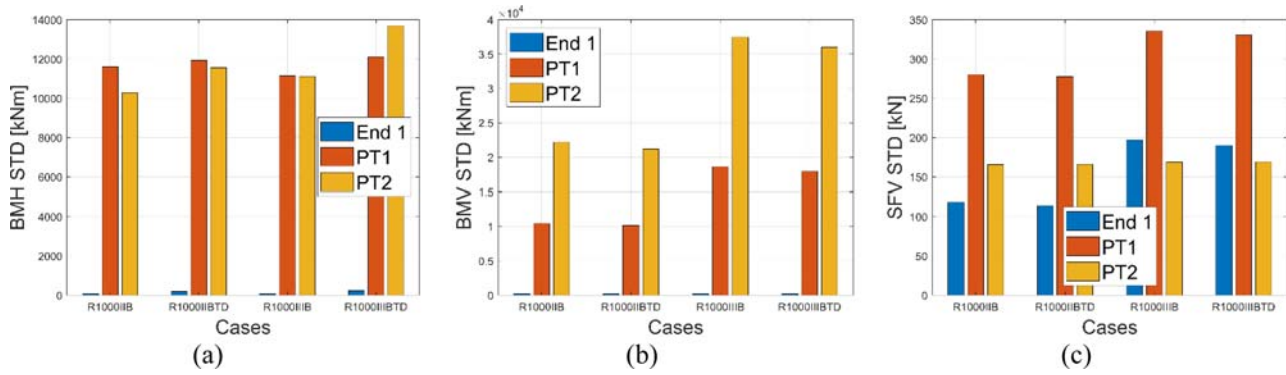 14000
12000
10000
8000
6000
4000
2000
0
BMH STD [kNm]
End 1
PT1
PT2
R1000IIB
R1000IIBTD
R1000IIIB
R1000IIIBTD
Cases
(a)
×10⁴
4
3.5
3
2.5
2
1.5
1
0.5
0
BMV STD [kNm]
End 1
PT1
PT2
R1000IIB
R1000IIBTD
R1000IIIB
R1000IIIBTD
Cases
(b)
350
300
250
200
150
100
50
0
SFV STD [kN]
End 1
PT1
PT2
R1000IIB
R1000IIBTD
R1000IIIB
R1000IIIBTD
Cases
(c)